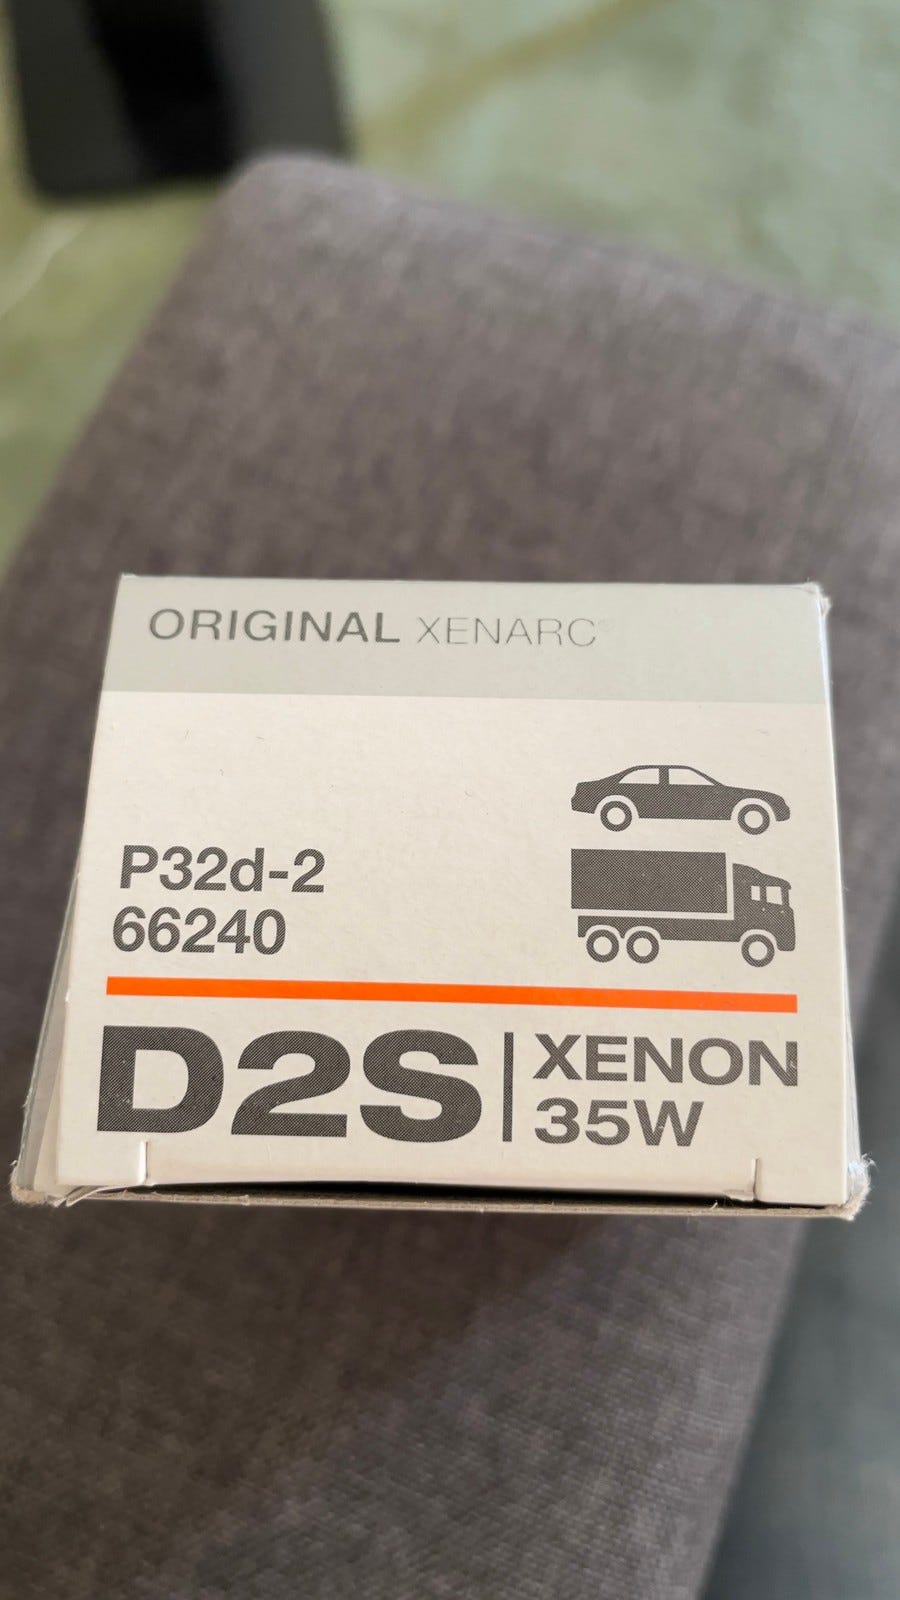 ORIGINAL XENARC®
P32d-2
66240
D2S | XENON
35W